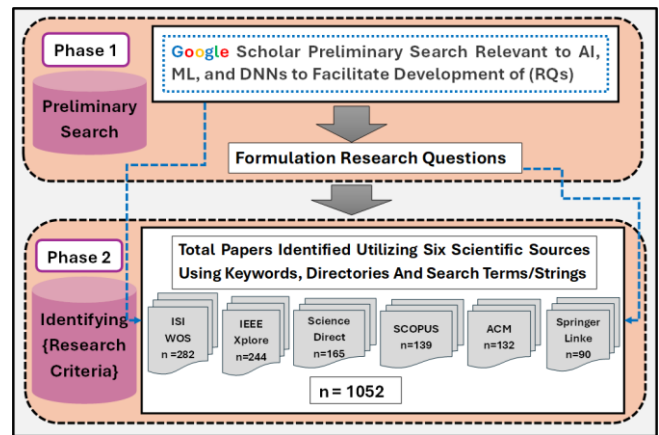 Phase 1
Google Scholar Preliminary Search Relevant to AI,
ML, and DNNs to Facilitate Development of (RQs)
Preliminary
Search
Formulation Research Questions
Phase 2
Total Papers Identified Utilizing Six Scientific Sources
Using Keywords, Directories And Search Terms/Strings
Identifying
{Research
Criteria}
ISI
WOS
n =282
IEEE
Xplore
n=244
Science
Direct
n=165
SCOPUS
n=139
ACM
n=132
Springer
Linke
n=90
n = 1052